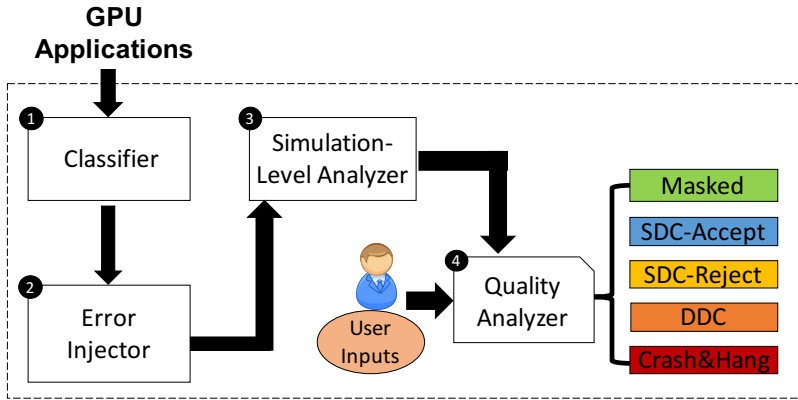 GPU
Applications
1
Classifier
2
Error
Injector
3
Simulation-
Level Analyzer
User
Inputs
4
Quality
Analyzer
Masked
SDC-Accept
SDC-Reject
DDC
Crash&Hang